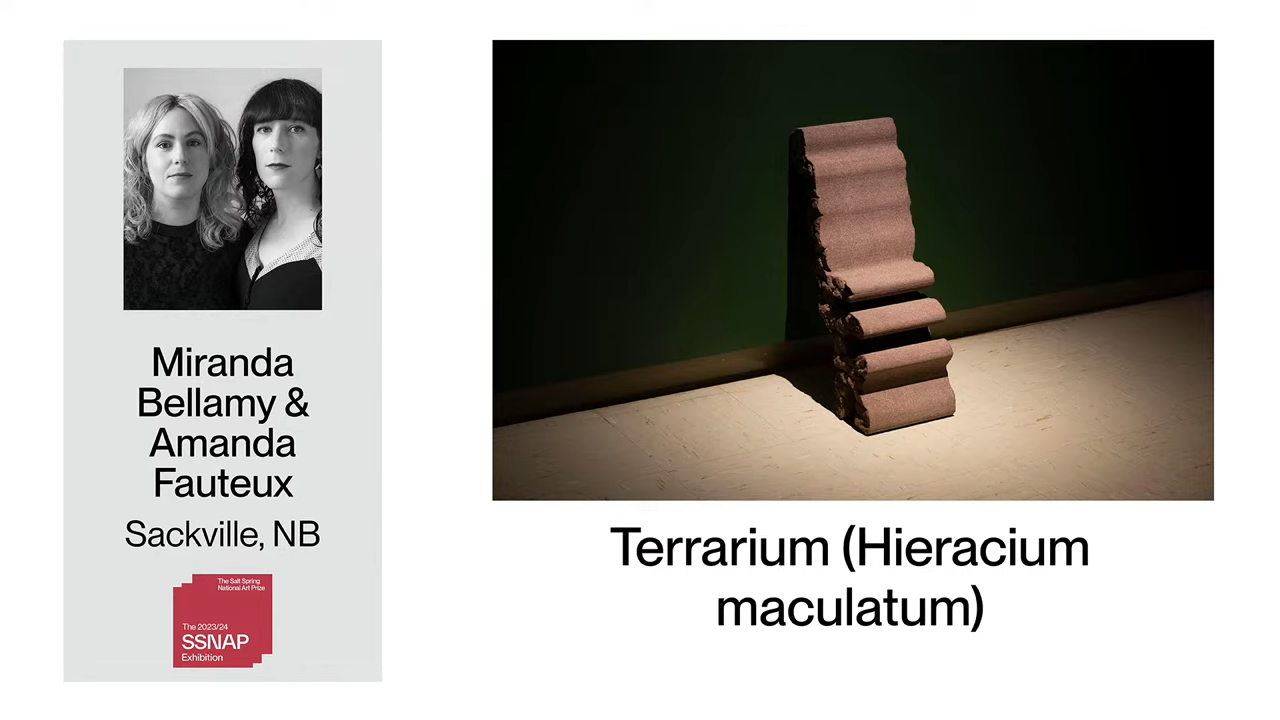 Miranda
Bellamy &
Amanda
Fauteux
Sackville, NB
The Salt Spring
National Art Prize
The 2023/24
SSNAP
Exhibition
Terrarium (Hieracium
maculatum)